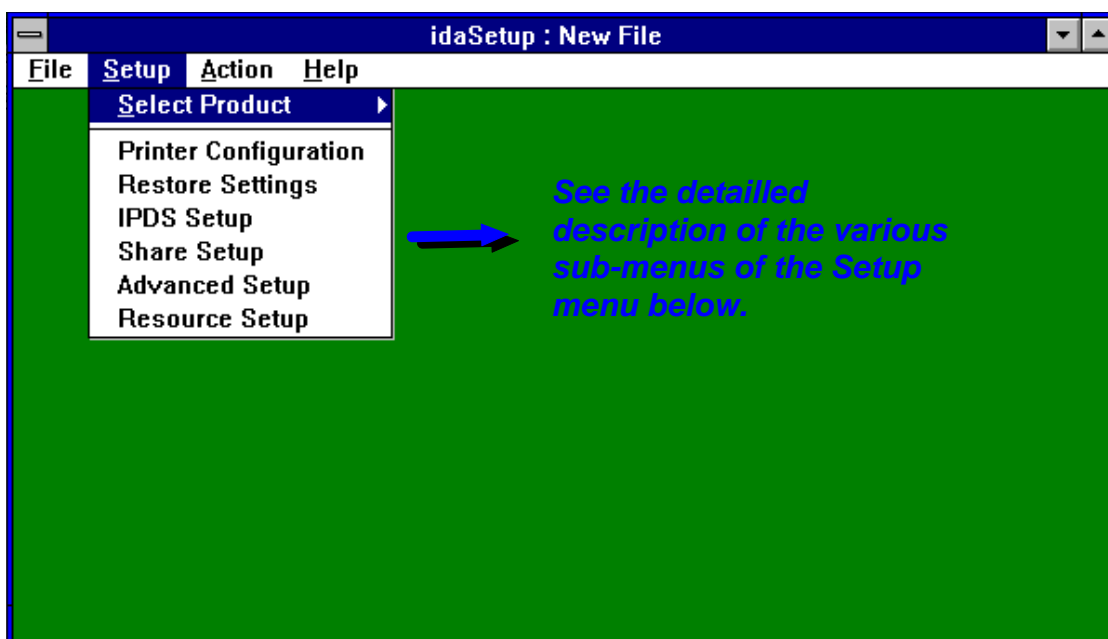 idaSetup : New File
File Setup Action Help
Select Product
Printer Configuration
Restore Settings
IPDS Setup
Share Setup
Advanced Setup
Resource Setup
See the detailled
description of the various
sub-menus of the Setup
menu below.